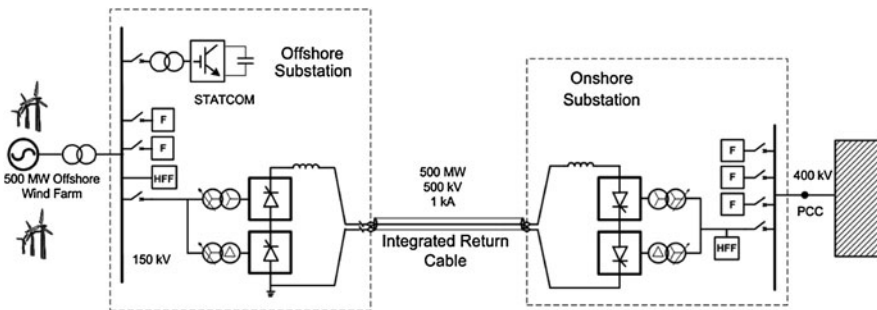 Offshore
Substation
STATCOM
F
F
HFF
500 MW Offshore
Wind Farm
150 kV
500 MW
500 kV
1 kA
Integrated Return
Cable
Onshore
Substation
F
F
F
HFF
400 kV
PCC